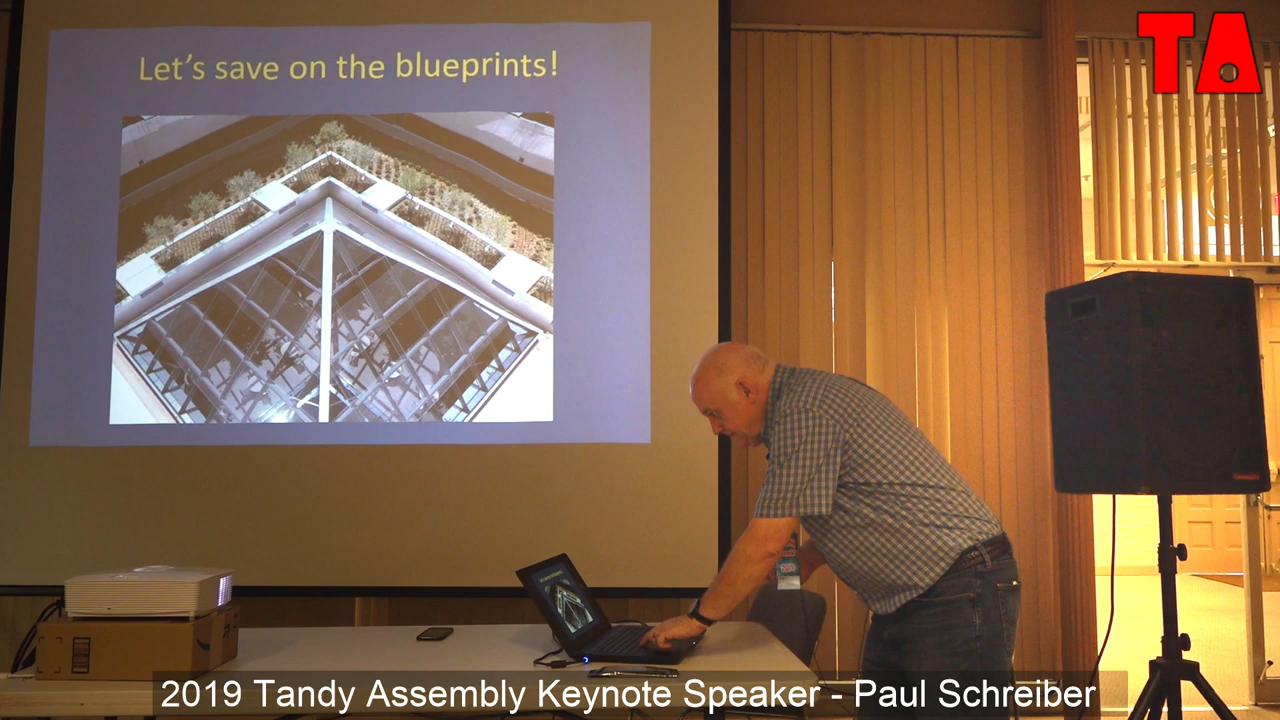 Let's save on the blueprints!
TA
2019 Tandy Assembly Keynote Speaker - Paul Schreiber